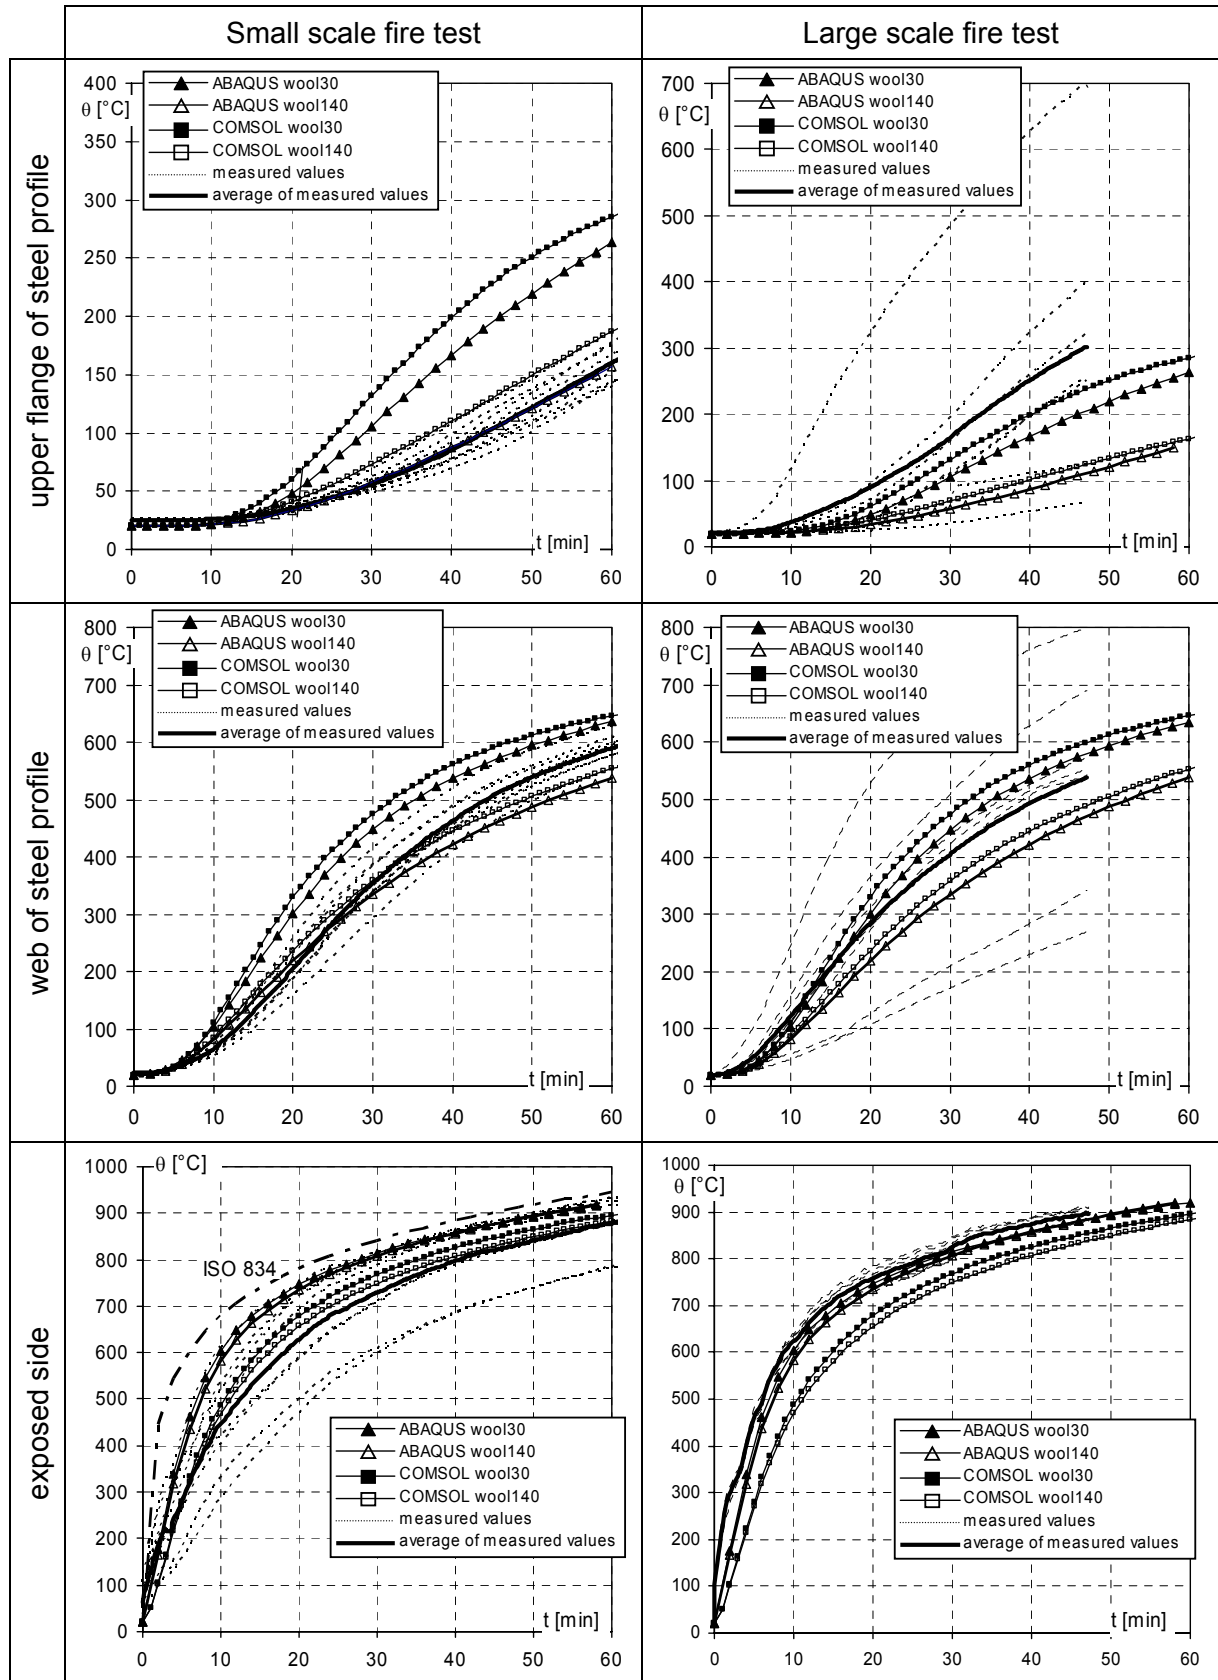 Small scale fire test
Large scale fire test
upper flange of steel profile
400
θ [°C]
350
300
250
200
150
100
50
0
0 10 20 30 40 50 60
t [min]
ABAQUS wool30
ABAQUS wool140
COMSOL wool30
COMSOL wool140
measured values
average of measured values
700
θ [°C]
600
500
400
300
200
100
0
0 10 20 30 40 50 60
t [min]
ABAQUS wool30
ABAQUS wool140
COMSOL wool30
COMSOL wool140
measured values
average of measured values
web of steel profile
800
θ [°C]
700
600
500
400
300
200
100
0
0 10 20 30 40 50 60
t [min]
ABAQUS wool30
ABAQUS wool140
COMSOL wool30
COMSOL wool140
measured values
average of measured values
800
θ [°C]
700
600
500
400
300
200
100
0
0 10 20 30 40 50 60
t [min]
ABAQUS wool30
ABAQUS wool140
COMSOL wool30
COMSOL wool140
measured values
average of measured values
exposed side
1000
θ [°C]
900
800
700
600
500
400
300
200
100
0
0 10 20 30 40 50 60
t [min]
ISO 834
ABAQUS wool30
ABAQUS wool140
COMSOL wool30
COMSOL wool140
measured values
average of measured values
1000
θ [°C]
900
800
700
600
500
400
300
200
100
0
0 10 20 30 40 50 60
t [min]
ABAQUS wool30
ABAQUS wool140
COMSOL wool30
COMSOL wool140
measured values
average of measured values